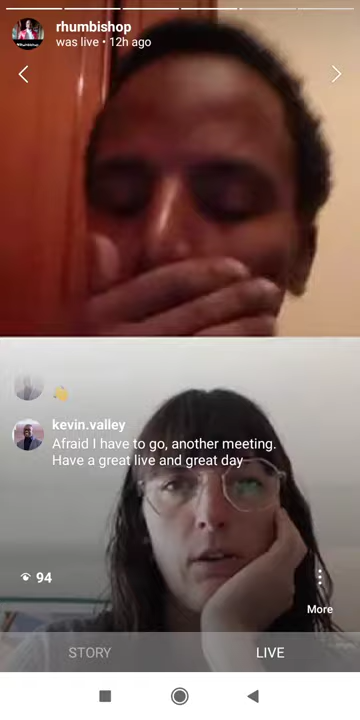 rhumbishop
was live • 12h ago
kevin.valley
Afraid I have to go, another meeting.
Have a great live and great day
94
More
STORY
LIVE